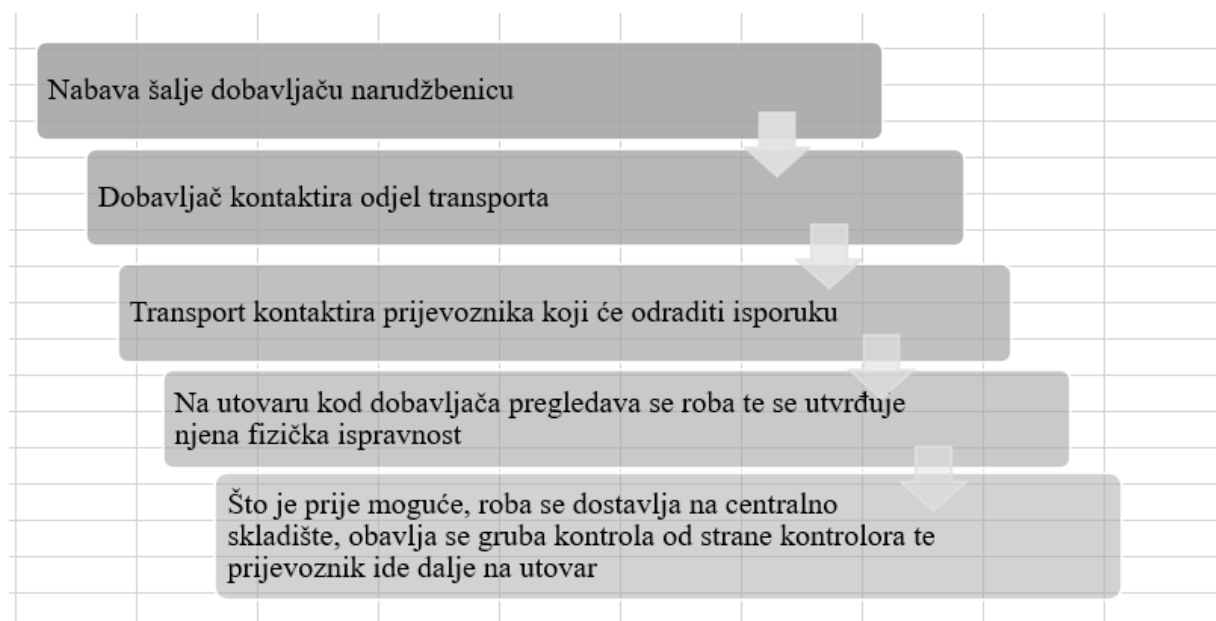 Nabava šalje dobavljaču narudžbenicu
Dobavljač kontaktira odjel transporta
Transport kontaktira prijevoznika koji će odraditi isporuku
Na utovaru kod dobavljača pregledava se roba te se utvrđuje
njena fizička ispravnost
Što je prije moguće, roba se dostavlja na centralno
skladište, obavlja se gruba kontrola od strane kontrolora te
prijevoznik ide dalje na utovar